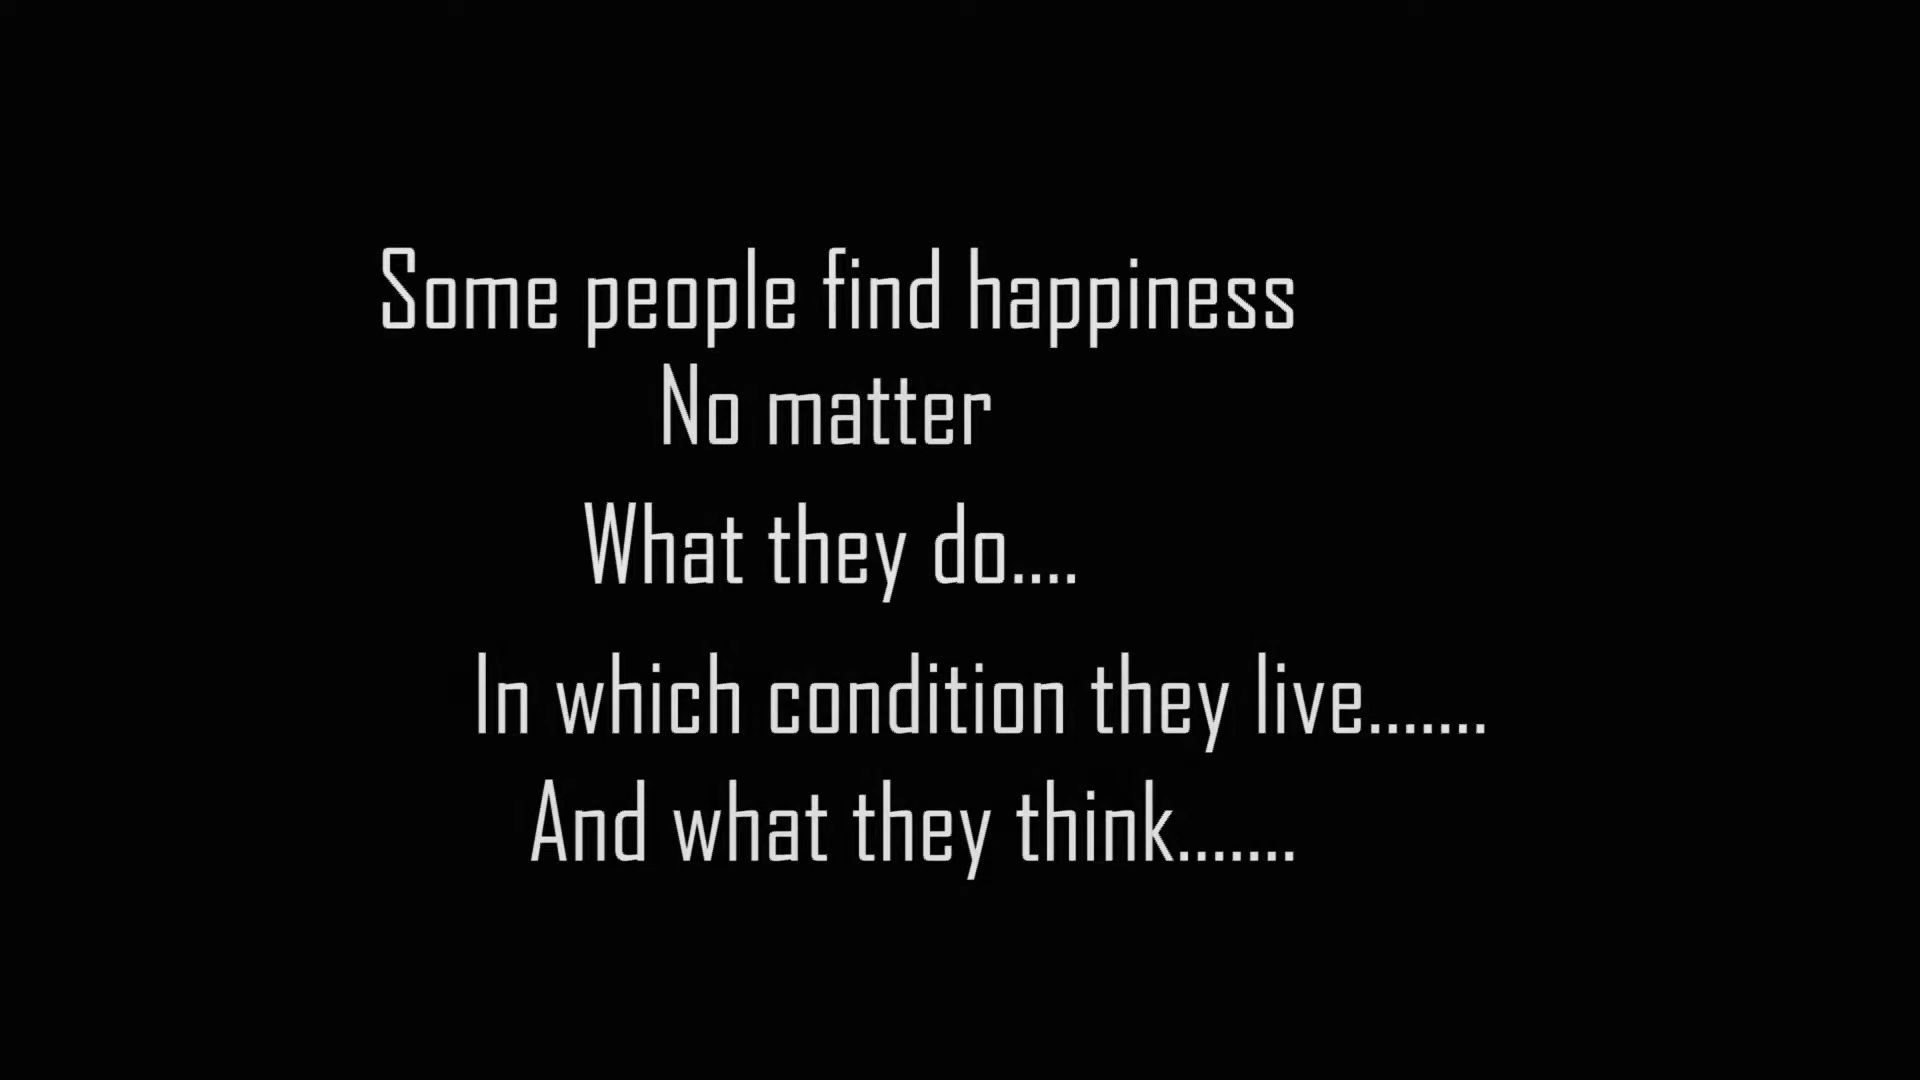 Some people find happiness
No matter
What they do....
In which condition they live.......
And what they think.......